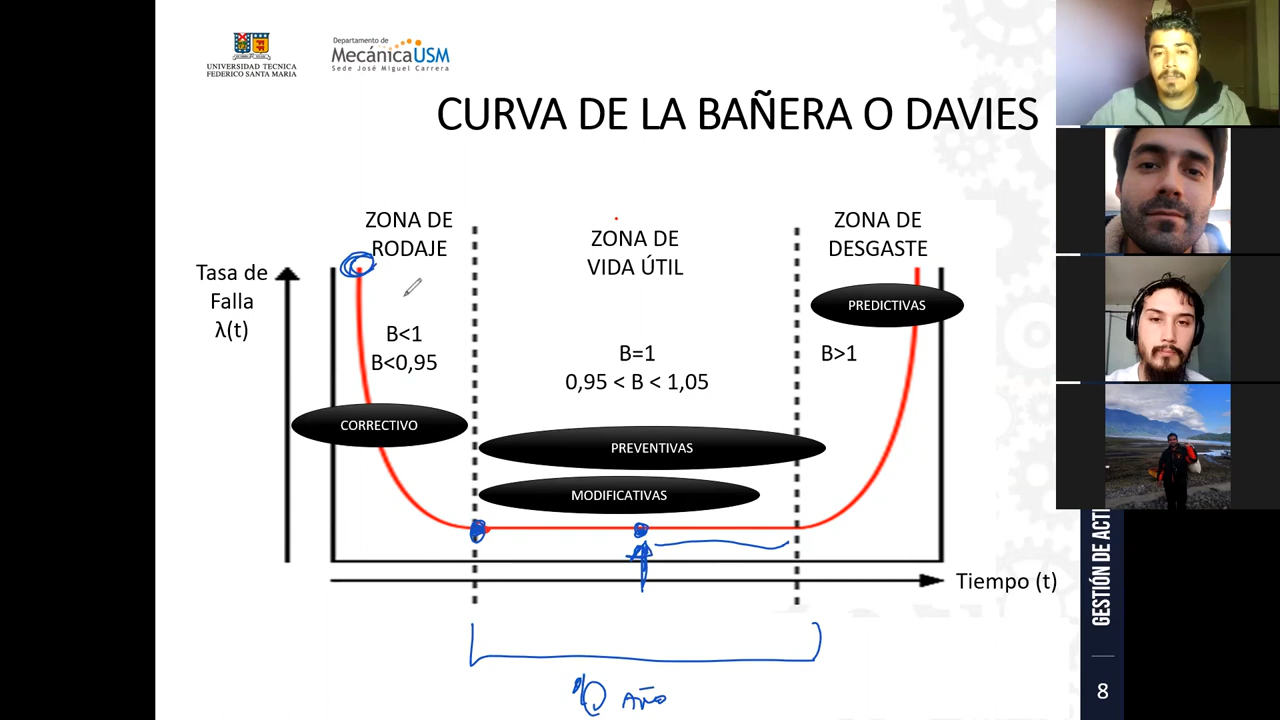 UNIVERSIDAD TECNICA
FEDERICO SANTA MARIA
Departamento de
MecánicaUSM
Sede José Miguel Carrera
CURVA DE LA BAÑERA O DAVIES
ZONA DE
RODAJE
ZONA DE
VIDA ÚTIL
ZONA DE
DESGASTE
Tasa de
Falla
λ(t)
PREDICTIVAS
B<1
B<0,95
B=1
0,95 < B < 1,05
B>1
CORRECTIVO
PREVENTIVAS
MODIFICATIVAS
Tiempo (t)
GESTIÓN DE ACTI
8
AÑO